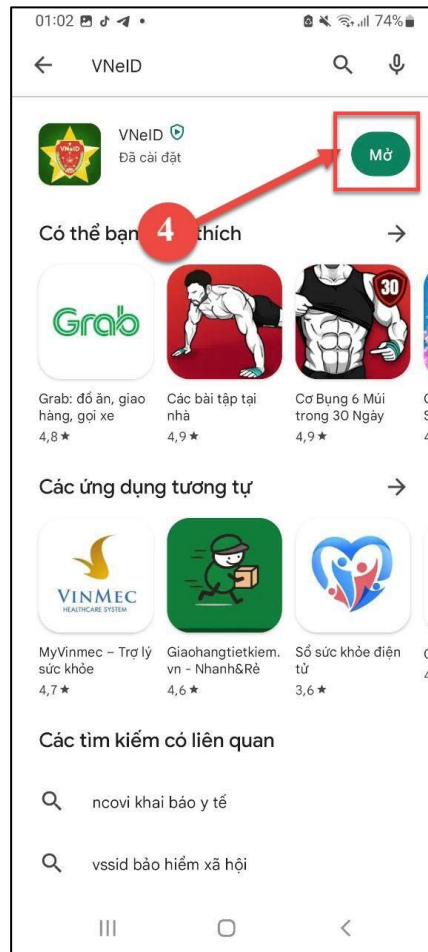 01:02
74%
VNeID
VNeID
VNeID
Đã cài đặt
Mở
4
Có thể bạn thích
Grab
30
Grab: đồ ăn, giao
hàng, gọi xe
4,8 ★
Các bài tập tại
nhà
4,9 ★
Cơ Bụng 6 Múi
trong 30 Ngày
4,9 ★
Các ứng dụng tương tự
VINMEC
HEALTHCARE SYSTEM
MyVinmec – Trợ lý
sức khỏe
4,7 ★
Giaohangtietkiem.
vn - Nhanh&Rẻ
4,6 ★
Sổ sức khỏe điện
tử
3,6 ★
Các tìm kiếm có liên quan
ncovi khai báo y tế
vssid bảo hiểm xã hội